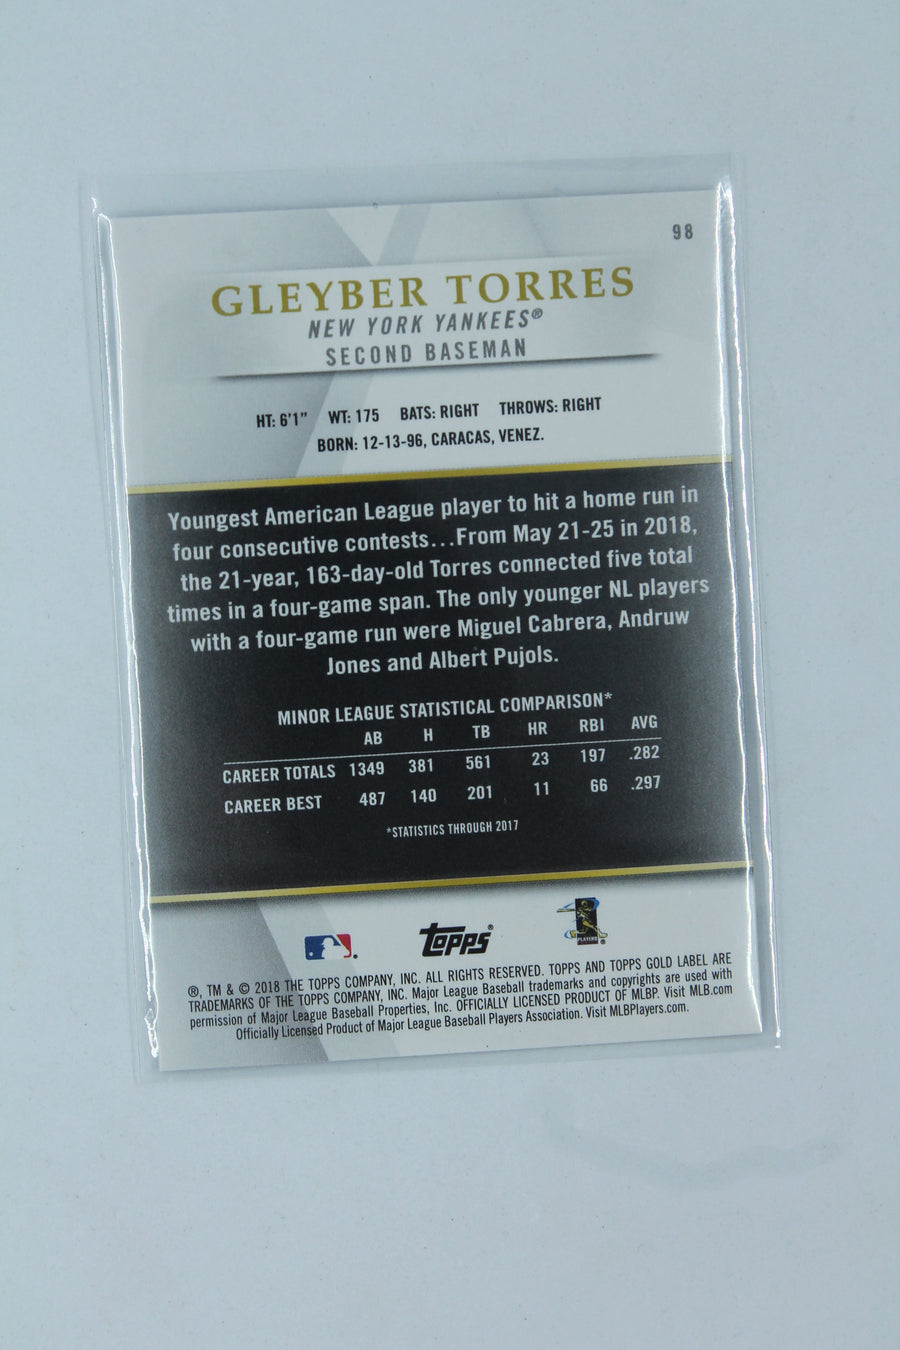 98
GLEYBER TORRES
NEW YORK YANKEES®
SECOND BASEMAN
HT: 6'1" WT: 175 BATS: RIGHT THROWS: RIGHT
BORN: 12-13-96, CARACAS, VENEZ.
Youngest American League player to hit a home run in
four consecutive contests...From May 21-25 in 2018,
the 21-year, 163-day-old Torres connected five total
times in a four-game span. The only younger NL players
with a four-game run were Miguel Cabrera, Andruw
Jones and Albert Pujols.
MINOR LEAGUE STATISTICAL COMPARISON*
AB H TB HR RBI AVG
CAREER TOTALS 1349 381 561 23 197 .282
CAREER BEST 487 140 201 11 66 .297
*STATISTICS THROUGH 2017
topps®
PLAYERS
®, TM & © 2018 THE TOPPS COMPANY, INC. ALL RIGHTS RESERVED. TOPPS AND TOPPS GOLD LABEL ARE
TRADEMARKS OF THE TOPPS COMPANY, INC. Major League Baseball trademarks and copyrights are used with
permission of Major League Baseball Properties, Inc. OFFICIALLY LICENSED PRODUCT OF MLBP. Visit MLB.com
Officially Licensed Product of Major League Baseball Players Association. Visit MLBPlayers.com.